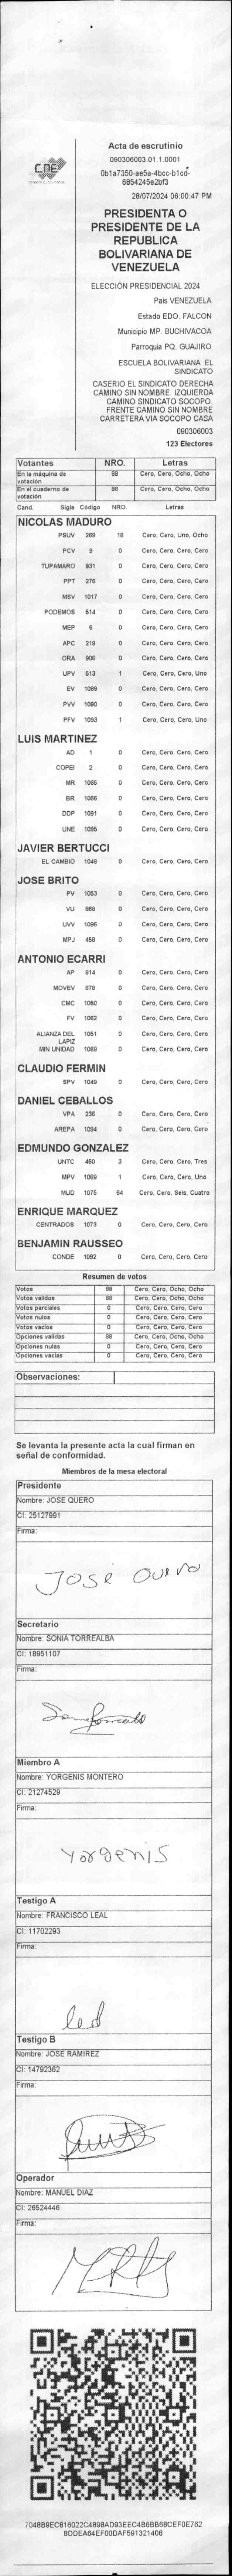 CNE
Acta de escrutinio
090306003.01.1.0001
0b1a7350-ae5a-4bcc-b1cd-
6854245e2bf3
28/07/2024 06:00:47 PM
PRESIDENTA O
PRESIDENTE DE LA
REPUBLICA
BOLIVARIANA DE
VENEZUELA
ELECCIÓN PRESIDENCIAL 2024
País VENEZUELA
Estado EDO. FALCON
Municipio MP. BUCHIVACOA
Parroquia PQ. GUAJIRO
ESCUELA BOLIVARIANA EL
SINDICATO
CASERIO EL SINDICATO DERECHA
CAMINO SIN NOMBRE. IZQUIERDA
CAMINO SINDICATO SOCOPO.
FRENTE CAMINO SIN NOMBRE
CARRETERA VIA SOCOPO CASA
090306003
123 Electores
Votantes NRO. Letras
En la máquina de votación 88 Cero, Cero, Ocho, Ocho
En el cuaderno de votación 88 Cero, Cero, Ocho, Ocho
Cand. Sigla Código NRO. Letras
NICOLAS MADURO
PSUV 269 18 Cero, Cero, Uno, Ocho
PCV 9 0 Cero, Cero, Cero, Cero
TUPAMARO 931 0 Cero, Cero, Cero, Cero
PPT 276 0 Cero, Cero, Cero, Cero
MSV 1017 0 Cero, Cero, Cero, Cero
PODEMOS 514 0 Cero, Cero, Cero, Cero
MEP 6 0 Cero, Cero, Cero, Cero
APC 219 0 Cero, Cero, Cero, Cero
ORA 906 0 Cero, Cero, Cero, Cero
UPV 613 1 Cero, Cero, Cero, Uno
EV 1089 0 Cero, Cero, Cero, Cero
PVV 1090 0 Cero, Cero, Cero, Cero
PFV 1093 1 Cero, Cero, Cero, Uno
LUIS MARTINEZ
AD 1 0 Cero, Cero, Cero, Cero
COPEI 2 0 Cero, Cero, Cero, Cero
MR 1065 0 Cero, Cero, Cero, Cero
BR 1066 0 Cero, Cero, Cero, Cero
DDP 1091 0 Cero, Cero, Cero, Cero
UNE 1095 0 Cero, Cero, Cero, Cero
JAVIER BERTUCCI
EL CAMBIO 1048 0 Cero, Cero, Cero, Cero
JOSE BRITO
PV 1053 0 Cero, Cero, Cero, Cero
VU 968 0 Cero, Cero, Cero, Cero
UVV 1096 0 Cero, Cero, Cero, Cero
MPJ 458 0 Cero, Cero, Cero, Cero
ANTONIO ECARRI
AP 914 0 Cero, Cero, Cero, Cero
MOVEV 978 0 Cero, Cero, Cero, Cero
CMC 1050 0 Cero, Cero, Cero, Cero
FV 1062 0 Cero, Cero, Cero, Cero
ALIANZA DEL LAPIZ 1051 0 Cero, Cero, Cero, Cero
MIN UNIDAD 1068 0 Cero, Cero, Cero, Cero
CLAUDIO FERMIN
SPV 1049 0 Cero, Cero, Cero, Cero
DANIEL CEBALLOS
VPA 236 0 Cero, Cero, Cero, Cero
AREPA 1094 0 Cero, Cero, Cero, Cero
EDMUNDO GONZALEZ
UNTC 460 3 Cero, Cero, Cero, Tres
MPV 1069 1 Cero, Cero, Cero, Uno
MUD 1075 64 Cero, Cero, Seis, Cuatro
ENRIQUE MARQUEZ
CENTRADOS 1073 0 Cero, Cero, Cero, Cero
BENJAMIN RAUSSEO
CONDE 1092 0 Cero, Cero, Cero, Cero
Resumen de votos
Votos 88 Cero, Cero, Ocho, Ocho
Votos validos 88 Cero, Cero, Ocho, Ocho
Votos parciales 0 Cero, Cero, Cero, Cero
Votos nulos 0 Cero, Cero, Cero, Cero
Votos vacios 0 Cero, Cero, Cero, Cero
Opciones validas 88 Cero, Cero, Ocho, Ocho
Opciones nulas 0 Cero, Cero, Cero, Cero
Opciones vacias 0 Cero, Cero, Cero, Cero
Observaciones:
Se levanta la presente acta la cual firman en
señal de conformidad.
Miembros de la mesa electoral
Presidente
Nombre: JOSE QUERO
CI: 25127991
Firma:
José Quero
Secretario
Nombre: SONIA TORREALBA
CI: 18951107
Firma:
Miembro A
Nombre: YORGENIS MONTERO
CI: 21274529
Firma:
Yorgenis
Testigo A
Nombre: FRANCISCO LEAL
CI: 11702293
Firma:
Testigo B
Nombre: JOSE RAMIREZ
CI: 14792362
Firma:
Operador
Nombre: MANUEL DIAZ
CI: 26524446
Firma:
7048B9EC816022C4898AD93EEC4B6BB68CEF0E762
8DDEA64EF00DAF591321408